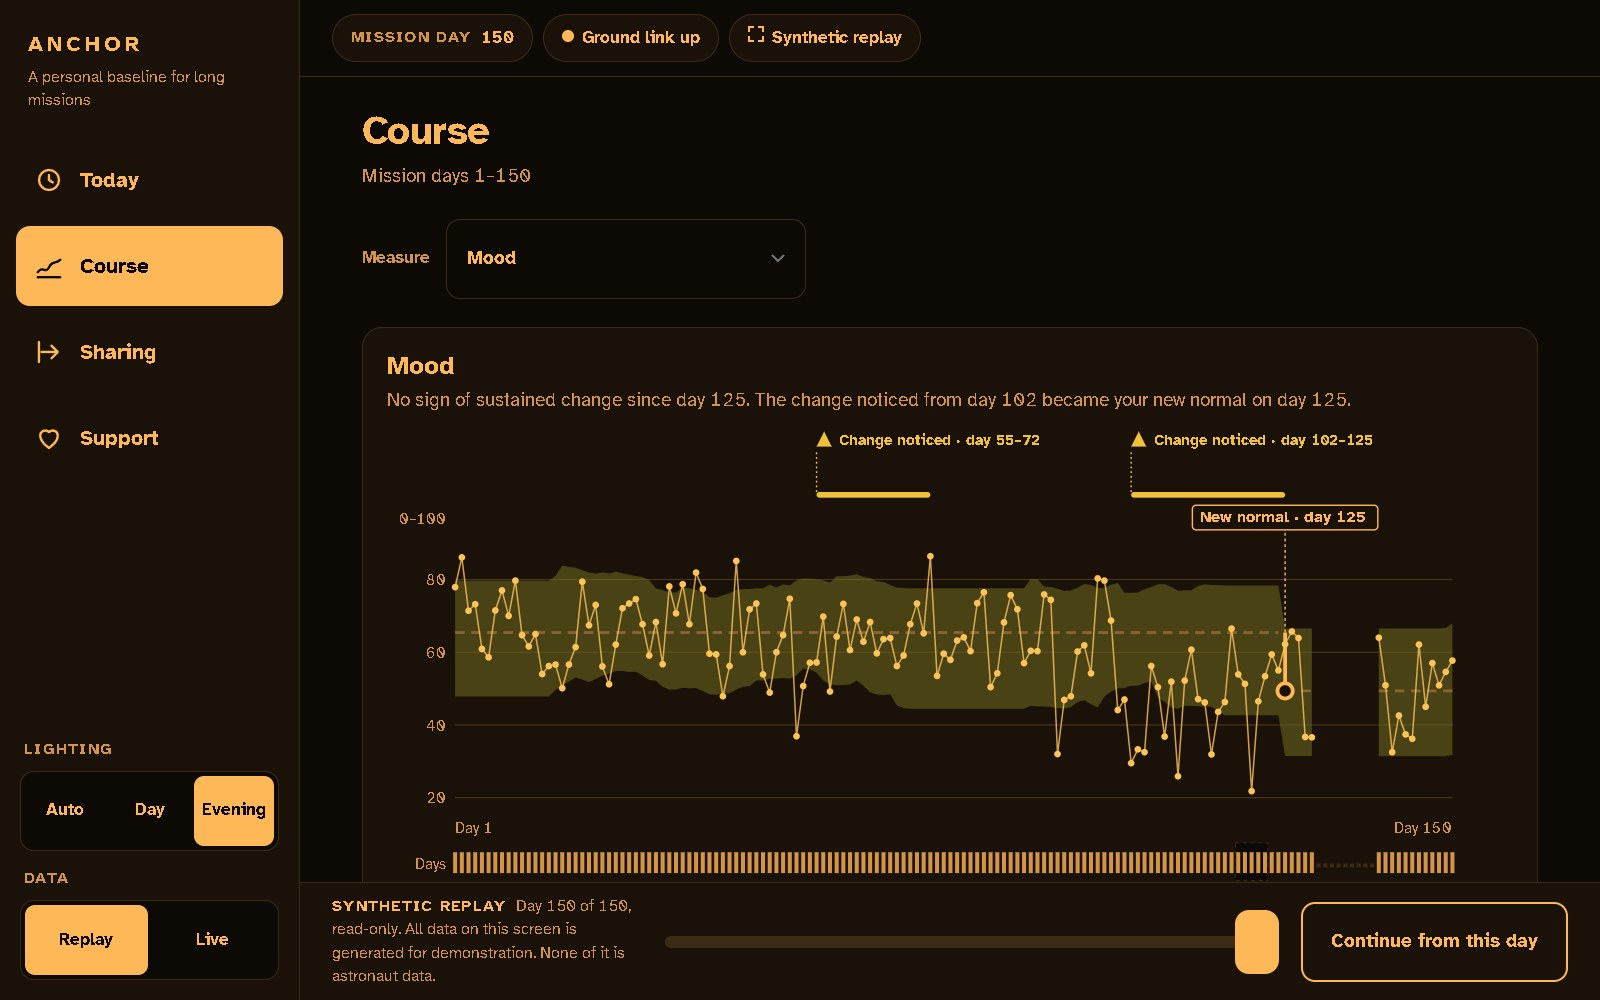 ANCHOR
A personal baseline for long
missions
Today
Course
Sharing
Support
LIGHTING
Auto Day Evening
DATA
Replay Live
MISSION DAY 150 Ground link up Synthetic replay
Course
Mission days 1–150
Measure Mood
Mood
No sign of sustained change since day 125. The change noticed from day 102 became your new normal on day 125.
Change noticed · day 55–72 Change noticed · day 102–125
New normal · day 125
0–100
80
60
40
20
Day 1 Day 150
Days
SYNTHETIC REPLAY Day 150 of 150,
read-only. All data on this screen is
generated for demonstration. None of it is
astronaut data.
Continue from this day